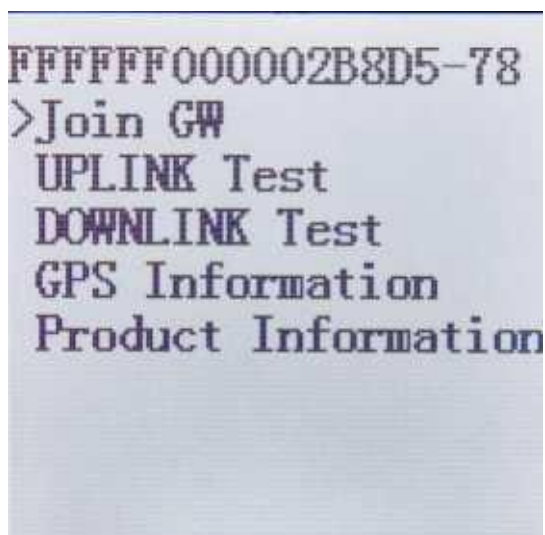 FFFFFF000002B8D5-78
>Join GW
UPLINK Test
DOWNLINK Test
GPS Information
Product Information